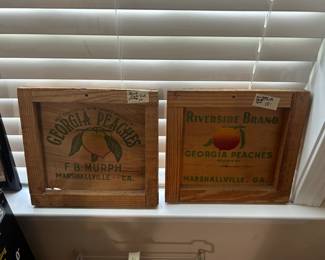 GEORGIA PEACHES
F.B. MURPH
MARSHALLVILLE GA.
RIVERSIDE BRAND
GEORGIA PEACHES
MARSHALLVILLE, GA.